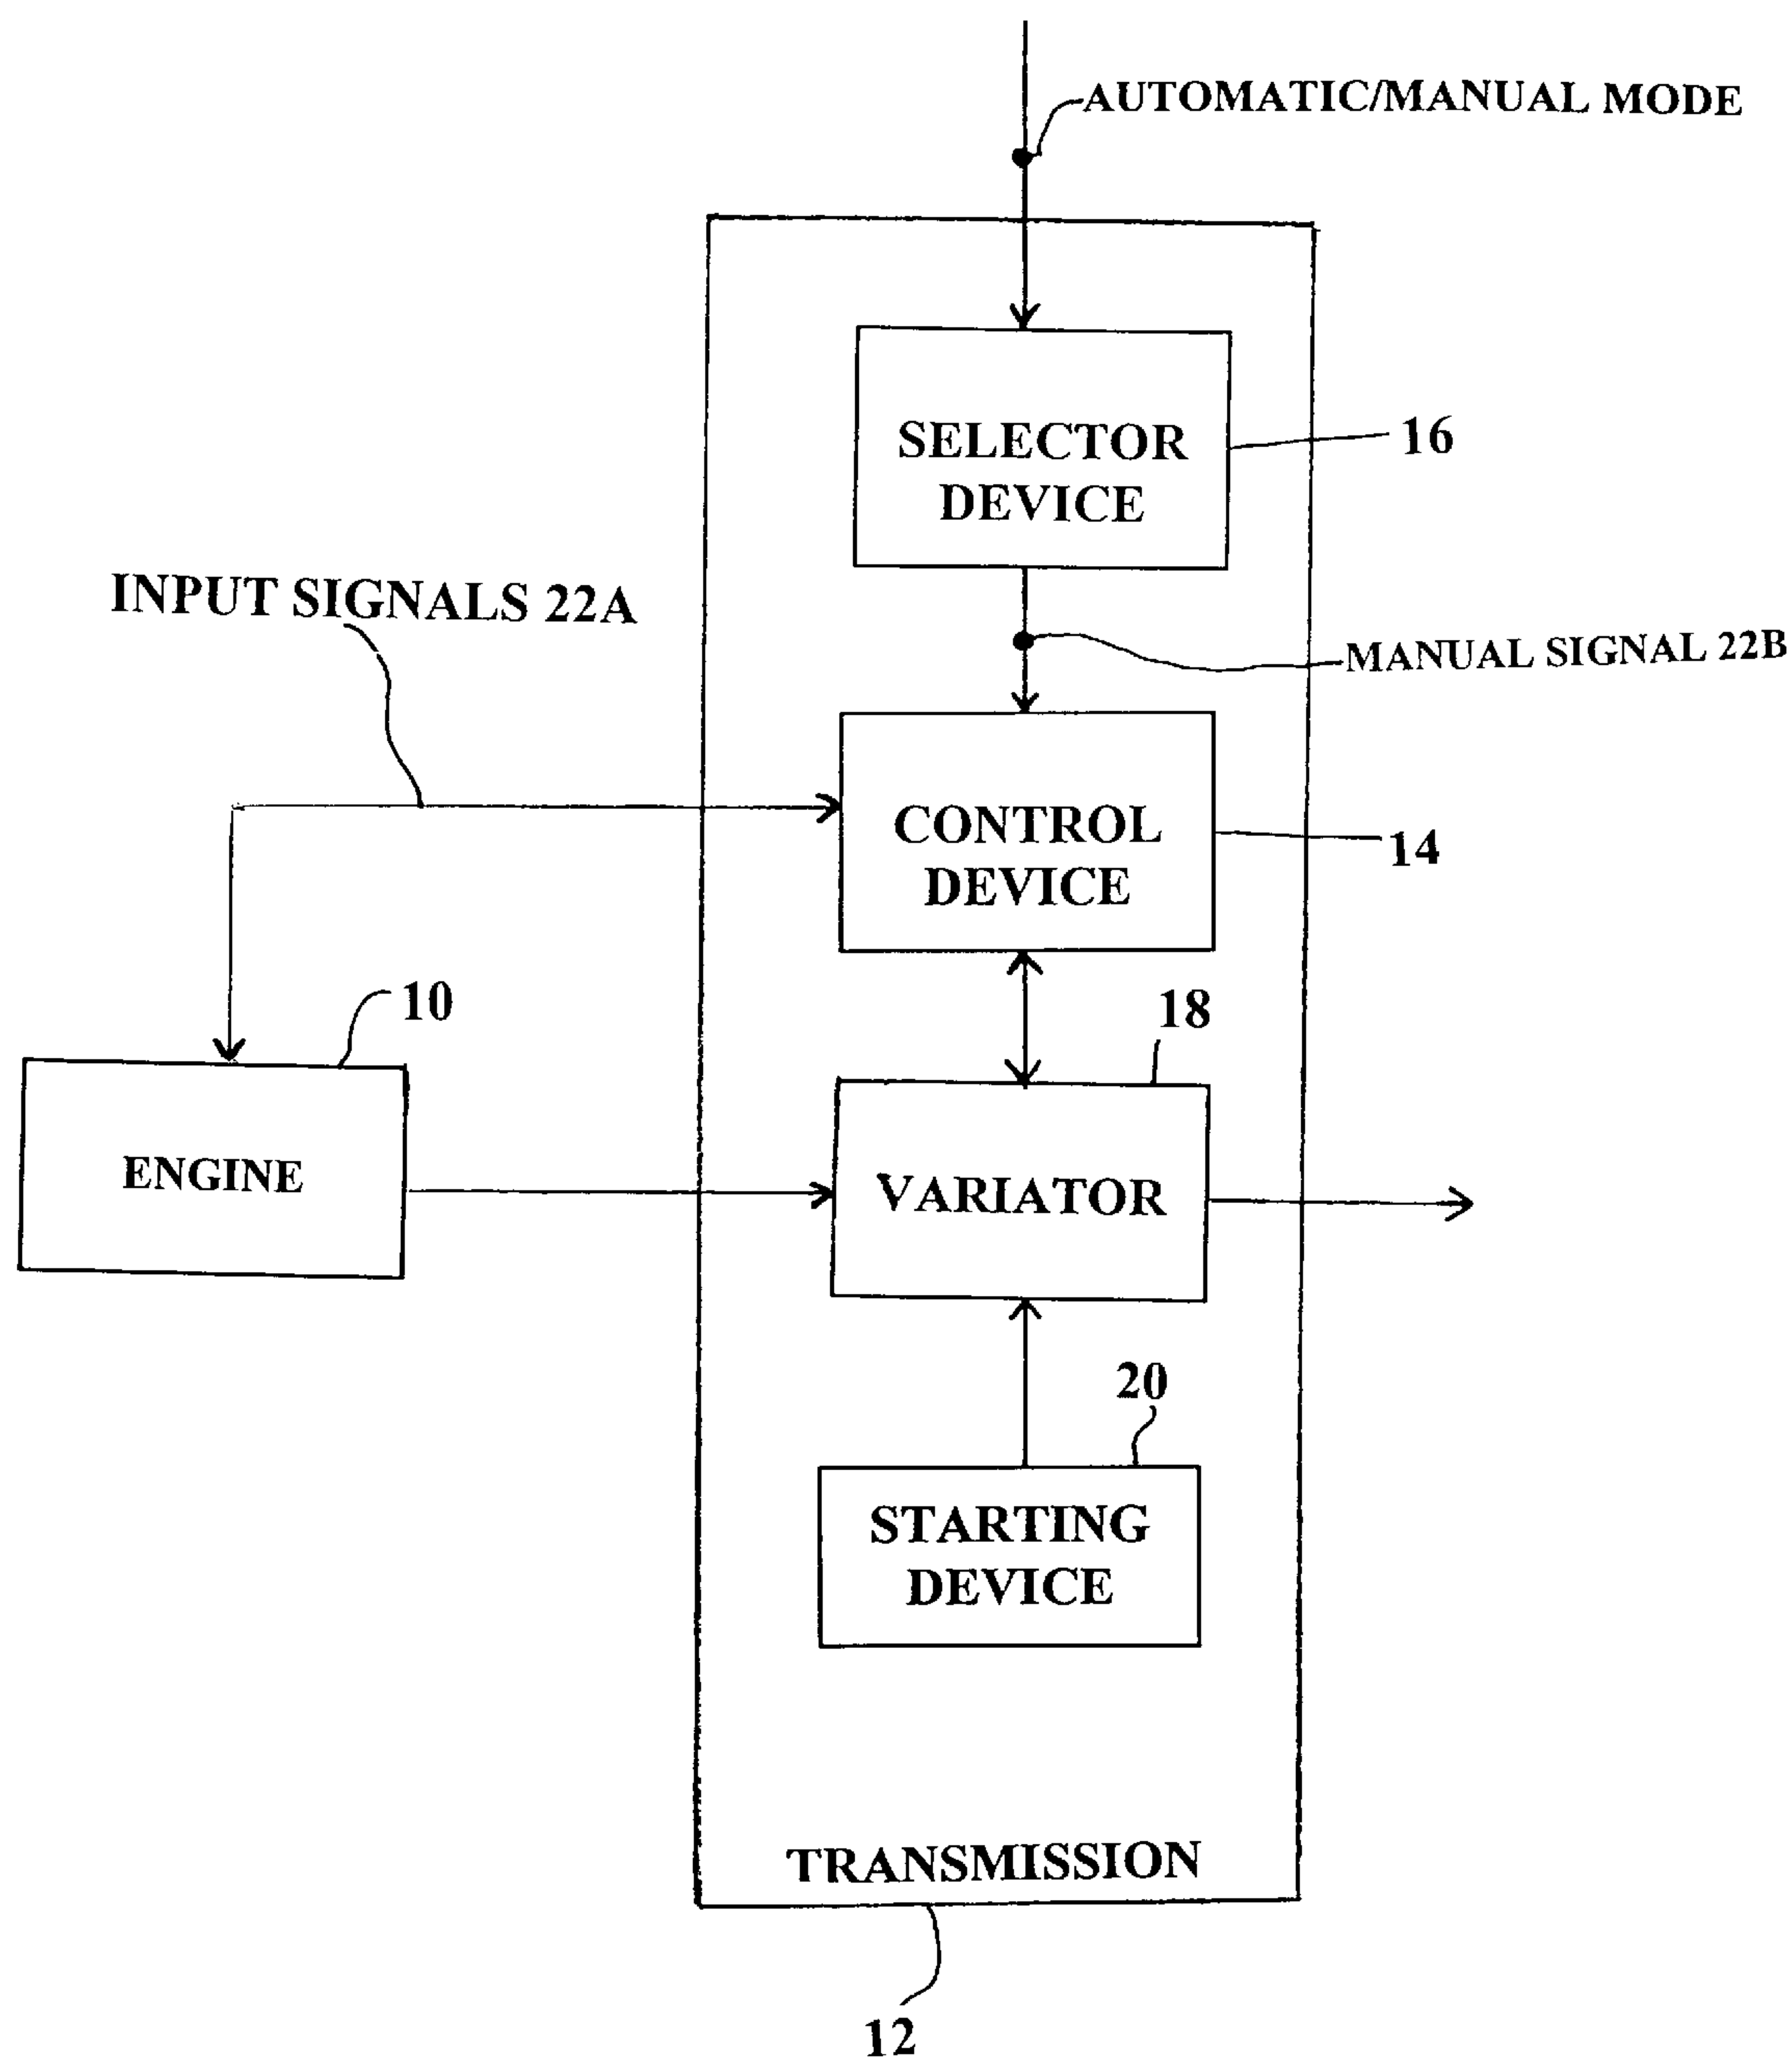 AUTOMATIC/MANUAL MODE
SELECTOR
DEVICE
16
INPUT SIGNALS 22A
MANUAL SIGNAL 22B
CONTROL
DEVICE
14
10
18
ENGINE
VARIATOR
20
STARTING
DEVICE
TRANSMISSION
12